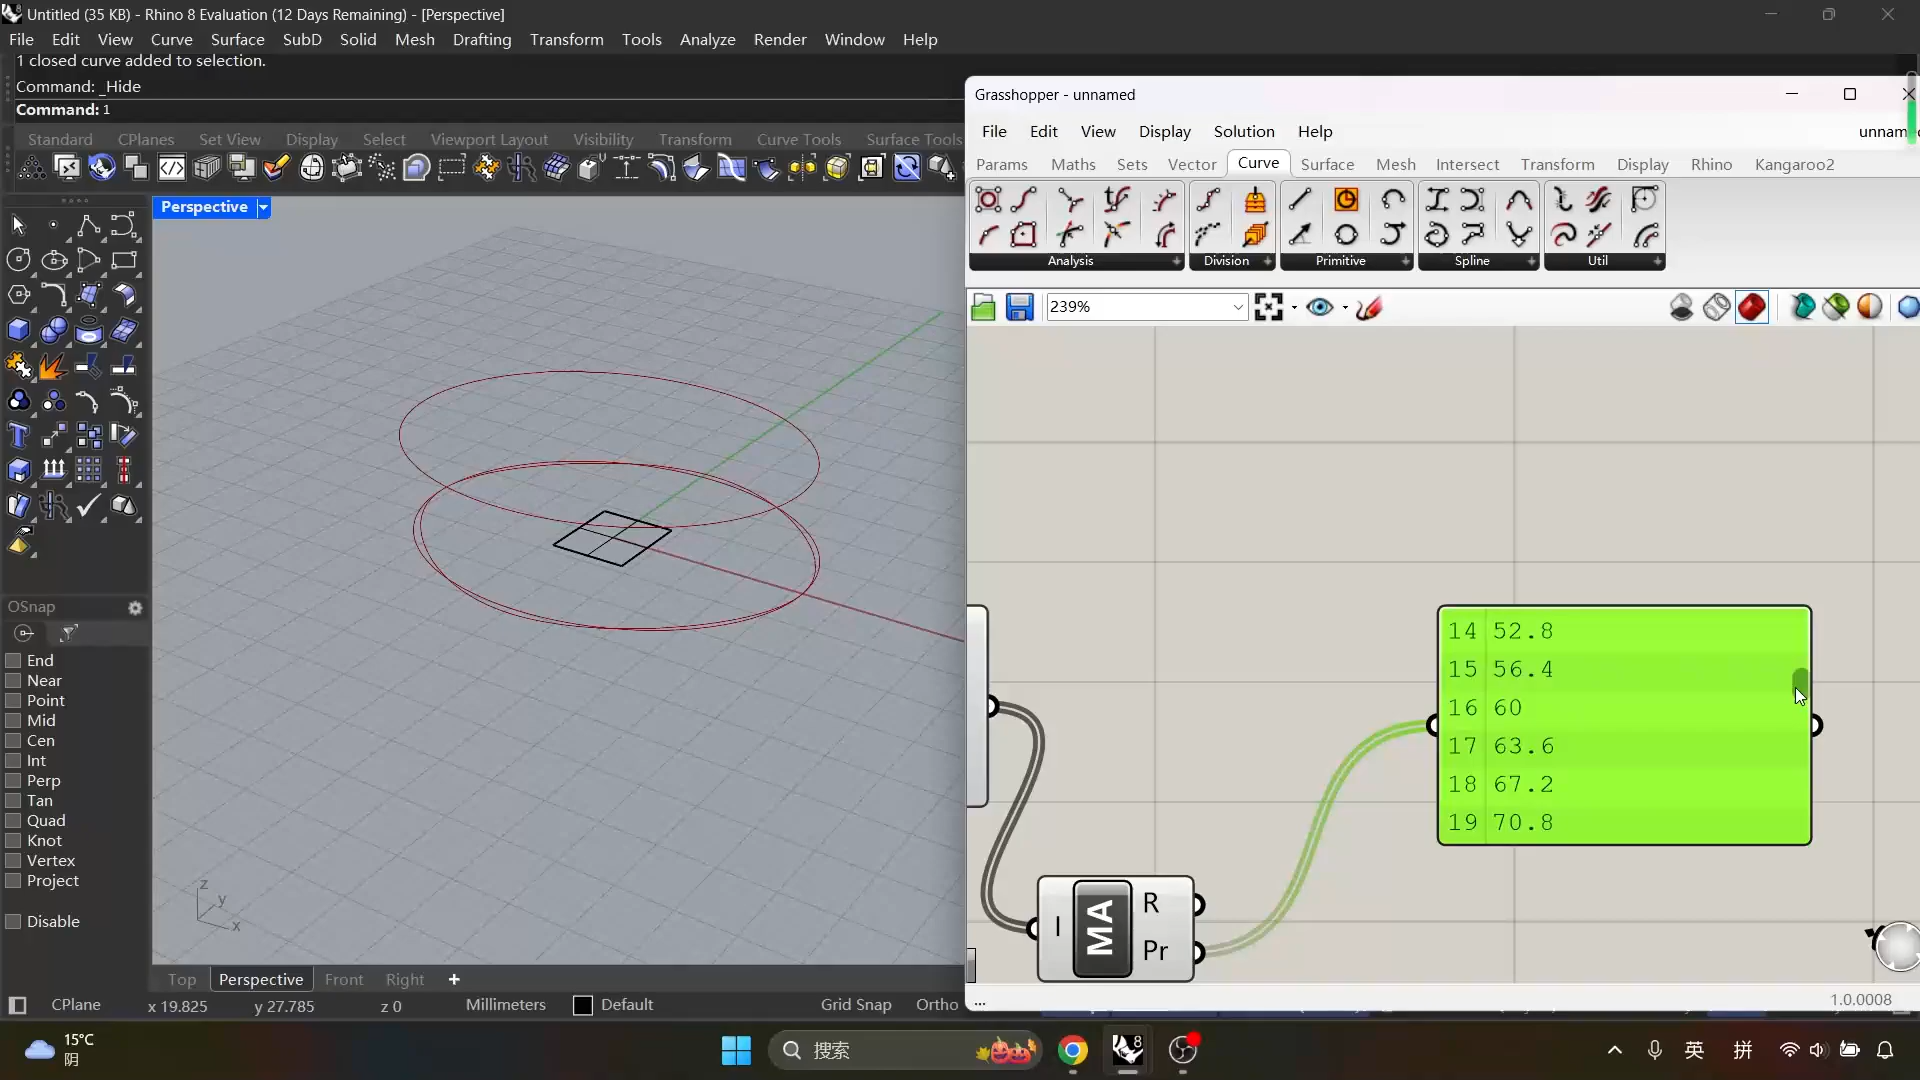 Untitled (35 KB) - Rhino 8 Evaluation (12 Days Remaining) - [Perspective]
File Edit View Curve Surface SubD Solid Mesh Drafting Transform Tools Analyze Render Window Help
1 closed curve added to selection.
Command: _Hide
Command: 1
Standard CPlanes Set View Display Select Viewport Layout Visibility Transform Curve Tools Surface Tools
Perspective
OSnap
End
Near
Point
Mid
Cen
Int
Perp
Tan
Quad
Knot
Vertex
Project
Disable
z
y
x
Top Perspective Front Right
CPlane x 19.825 y 27.785 z 0 Millimeters Default Grid Snap Ortho
Grasshopper - unnamed
File Edit View Display Solution Help unnam
Params Maths Sets Vector Curve Surface Mesh Intersect Transform Display Rhino Kangaroo2
Analysis Division Primitive Spline Util
239%
14 52.8
15 56.4
16 60
17 63.6
18 67.2
19 70.8
I MA R
Pr
... 1.0.0008
15°C
阴
搜索
8
英 拼